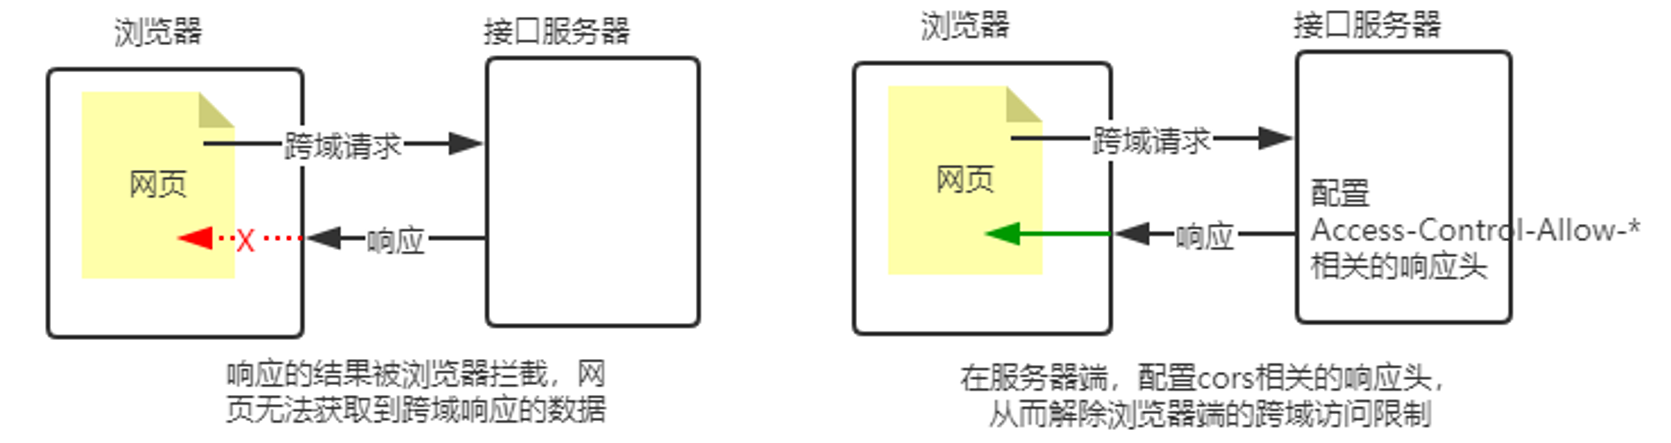 浏览器
接口服务器
网页
跨域请求
X
响应
响应的结果被浏览器拦截，网
页无法获取到跨域响应的数据
浏览器
接口服务器
网页
跨域请求
响应
配置
Access-Control-Allow-*
相关的响应头
在服务器端，配置cors相关的响应头，
从而解除浏览器端的跨域访问限制